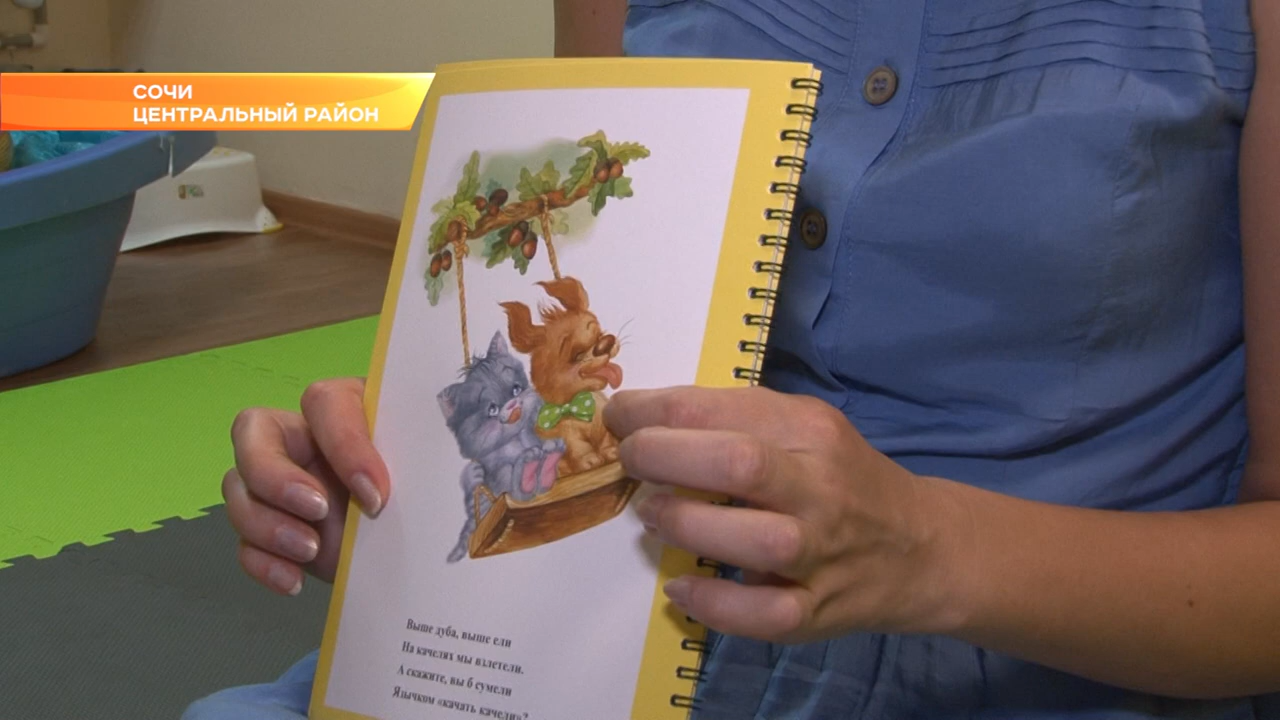 СОЧИ
ЦЕНТРАЛЬНЫЙ РАЙОН
Выше дуба, выше ели
На качелях мы взлетели.
А скажите, вы б сумели
Язычком «качать качели»?